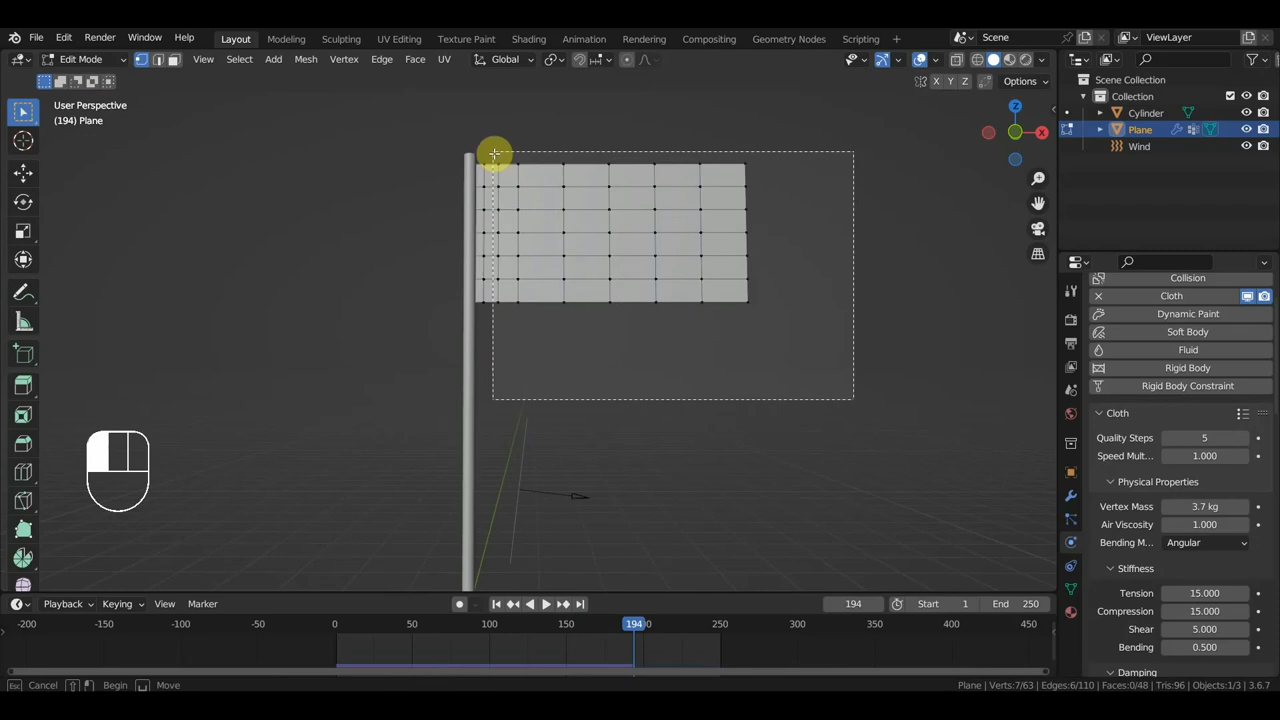 File Edit Render Window Help Layout Modeling Sculpting UV Editing Texture Paint Shading Compositing Animation Rendering Geometry Nodes Scripting + Scene ViewLayer
Edit Mode View Select Add Mesh Vertex Edge Face UV Global
X Y Z Options
User Perspective
(194) Plane
Z
X
Scene Collection
Collection
Cylinder
Plane
Wind
Collision
Cloth
Dynamic Paint
Soft Body
Fluid
Rigid Body
Rigid Body Constraint
Cloth
Quality Steps 5
Speed Mult... 1.000
Physical Properties
Vertex Mass 3.7 kg
Air Viscosity 1.000
Bending M... Angular
Stiffness
Tension 15.000
Compression 15.000
Shear 5.000
Bending 0.500
Damping
Playback Keying View Marker 194 Start 1 End 250
-200 -150 -100 -50 0 50 100 150 194 0 250 300 350 400 450
Esc Cancel Begin Move Plane | Verts:7/63 | Edges:6/110 | Faces:0/48 | Tris:96 | Objects:1/3 | 3.6.7